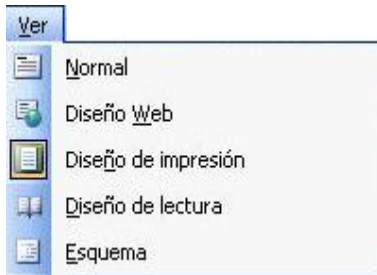 Ver
Normal
Diseño Web
Diseño de impresión
Diseño de lectura
Esquema